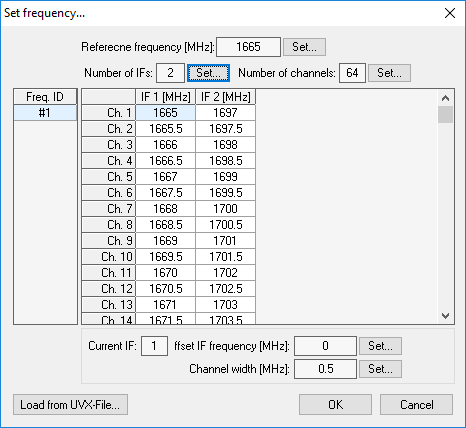 Set frequency...
Referecne frequency [MHz]: 1665 Set...
Number of IFs: 2 Set... Number of channels: 64 Set...
Freq. ID IF 1 [MHz] IF 2 [MHz]
#1 Ch. 1 1665 1697
Ch. 2 1665.5 1697.5
Ch. 3 1666 1698
Ch. 4 1666.5 1698.5
Ch. 5 1667 1699
Ch. 6 1667.5 1699.5
Ch. 7 1668 1700
Ch. 8 1668.5 1700.5
Ch. 9 1669 1701
Ch. 10 1669.5 1701.5
Ch. 11 1670 1702
Ch. 12 1670.5 1702.5
Ch. 13 1671 1703
Ch. 14 1671.5 1703.5
Current IF: 1 ffset IF frequency [MHz]: 0 Set...
Channel width [MHz]: 0.5 Set...
Load from UVX-File... OK Cancel